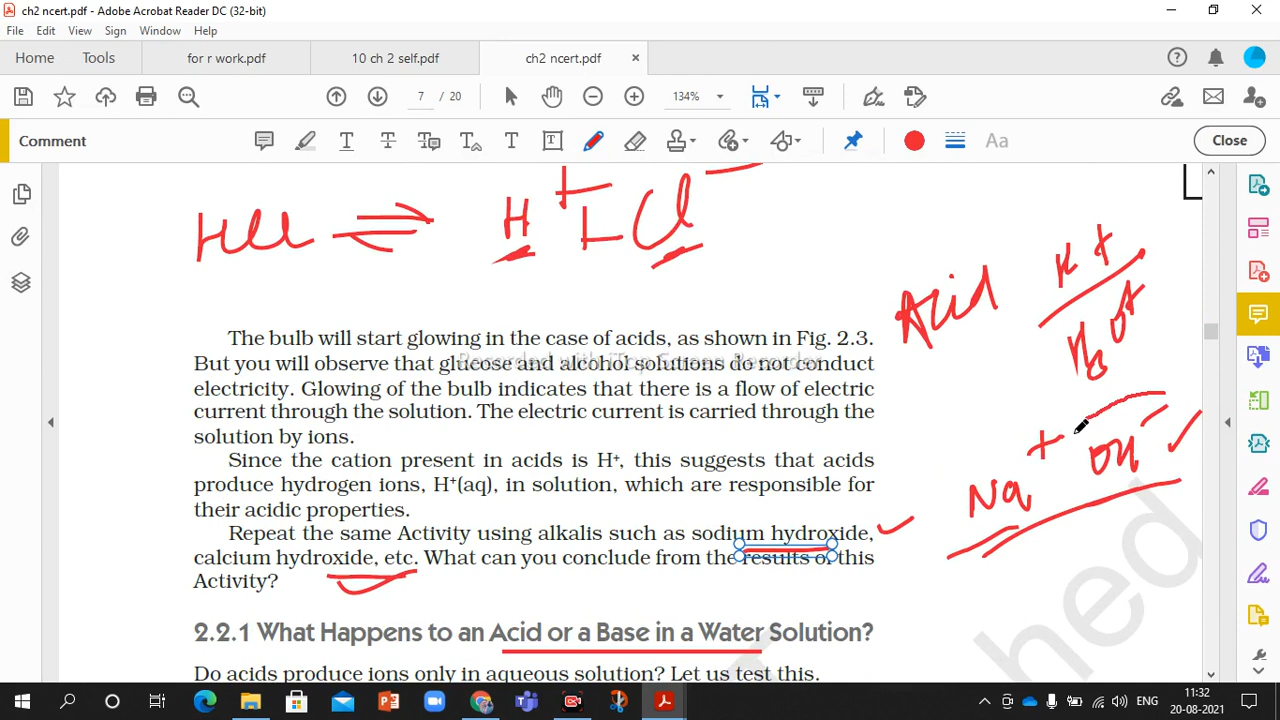 ch2 ncert.pdf - Adobe Acrobat Reader DC (32-bit)
File Edit View Sign Window Help
Home Tools for r work.pdf 10 ch 2 self.pdf ch2 ncert.pdf ×
7 / 20 134%
Comment Close
HCl ⇌ H+ + Cl−
Acid H+
H3O+
Na+ OH−
The bulb will start glowing in the case of acids, as shown in Fig. 2.3.
But you will observe that glucose and alcohol solutions do not conduct
Recorded with iTop Screen Recorder
electricity. Glowing of the bulb indicates that there is a flow of electric
current through the solution. The electric current is carried through the
solution by ions.
Since the cation present in acids is H+, this suggests that acids
produce hydrogen ions, H+(aq), in solution, which are responsible for
their acidic properties.
Repeat the same Activity using alkalis such as sodium hydroxide,
calcium hydroxide, etc. What can you conclude from the results of this
Activity?
2.2.1 What Happens to an Acid or a Base in a Water Solution?
Do acids produce ions only in aqueous solution? Let us test this.
hed
ENG 11:32
20-08-2021